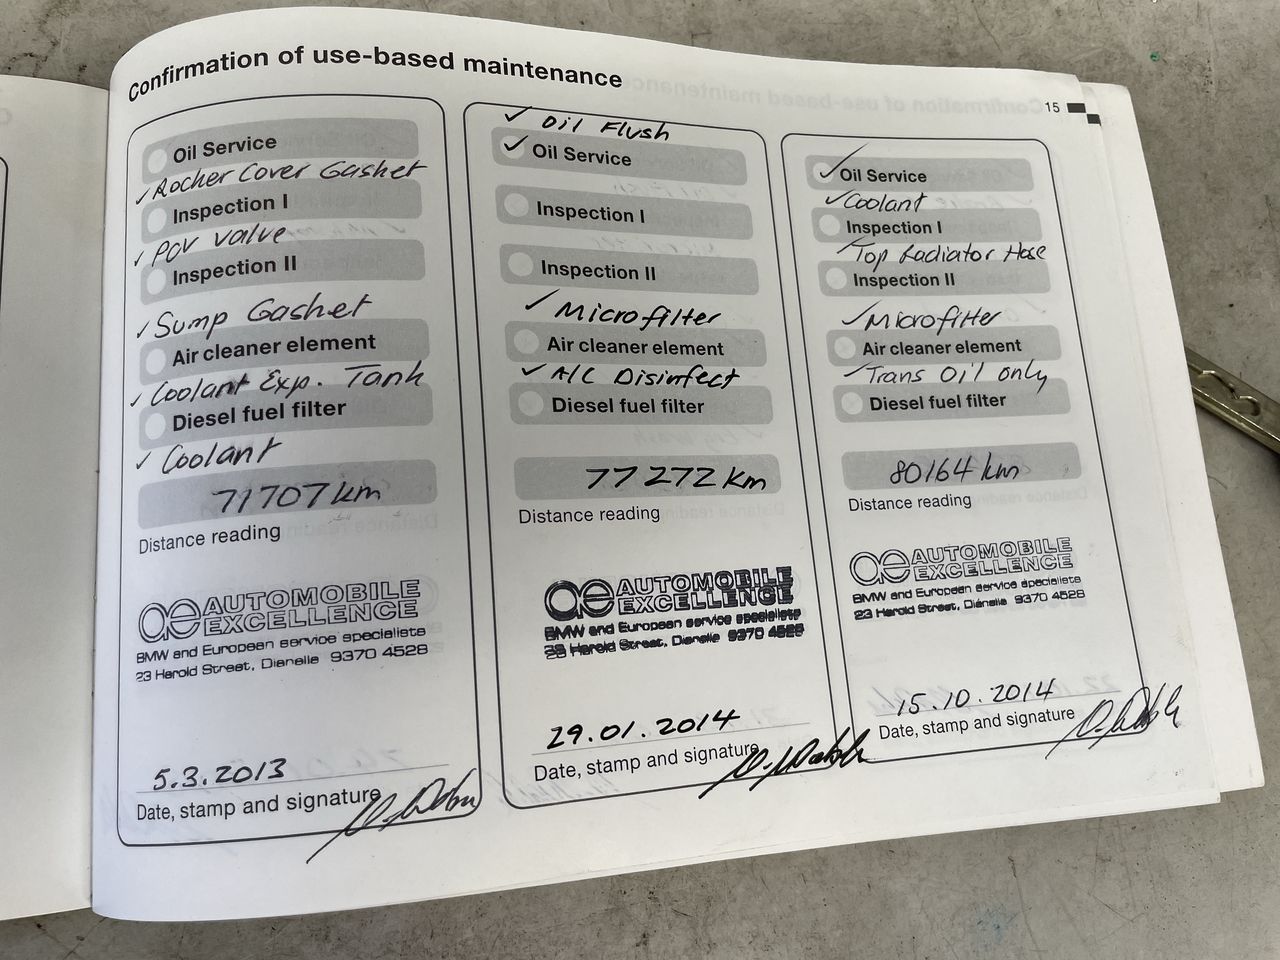 Confirmation of use-based maintenance
15
Oil Service
✓ Rocker Cover Gasket
Inspection I
✓ PCV valve
Inspection II
✓ Sump Gasket
Air cleaner element
✓ Coolant Exp. Tank
Diesel fuel filter
✓ Coolant
71707 km
Distance reading
ae AUTOMOBILE
EXCELLENCE
BMW and European service specialists
23 Harold Street, Dianella 9370 4528
5.3.2013
Date, stamp and signature
✓ Oil Flush
✓ Oil Service
Inspection I
Inspection II
✓ Microfilter
Air cleaner element
✓ A/C Disinfect
Diesel fuel filter
77272 km
Distance reading
ae AUTOMOBILE
EXCELLENCE
BMW and European service specialists
23 Harold Street, Dianella 9370 4528
29.01.2014
Date, stamp and signature
✓ Oil Service
✓ Coolant
Inspection I
✓ Top Radiator Hose
Inspection II
✓ Microfilter
Air cleaner element
✓ Trans Oil only
Diesel fuel filter
80164 km
Distance reading
ae AUTOMOBILE
EXCELLENCE
BMW and European service specialists
23 Harold Street, Dianella 9370 4528
15.10.2014
Date, stamp and signature